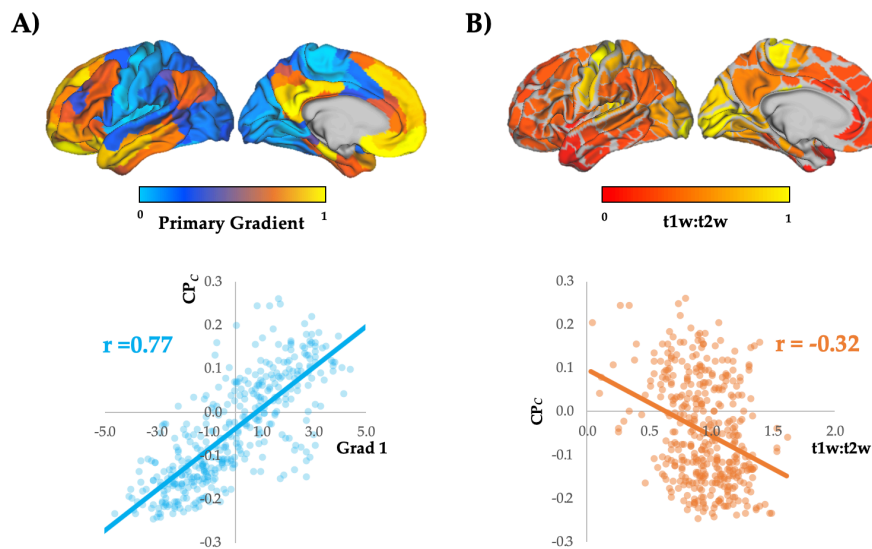 A)
B)
0
1
Primary Gradient
0
1
t1w:t2w
CPc
0.3
0.2
0.1
0.0
-0.1
-0.2
-0.3
-5.0
-3.0
-1.0
1.0
3.0
5.0
Grad 1
r =0.77
CPc
0.3
0.2
0.1
0.0
-0.1
-0.2
-0.3
0.0
0.5
1.0
1.5
2.0
t1w:t2w
r = -0.32